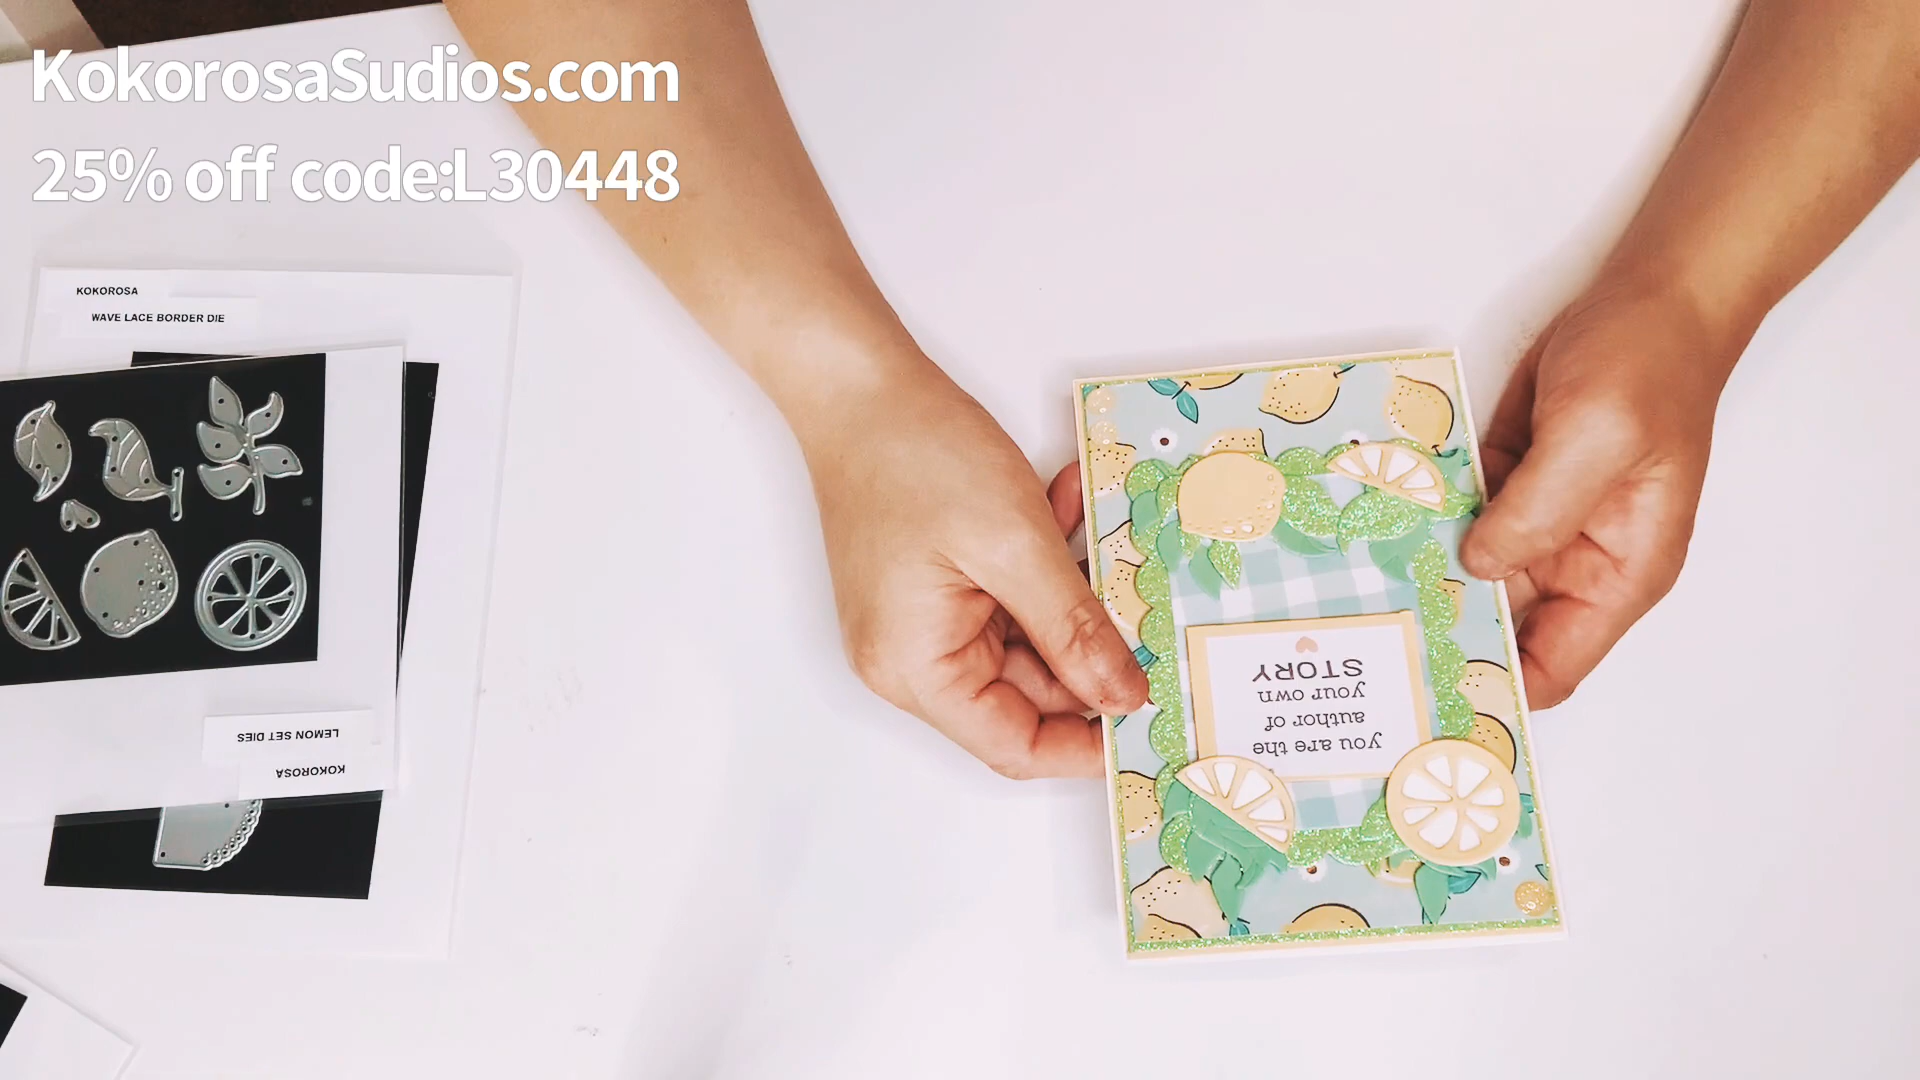 KokorosaSudios.com
25% off code:L30448
KOKOROSA
WAVE LACE BORDER DIE
KOKOROSA
LEMON SET DIES
you are the
author of
your own
STORY